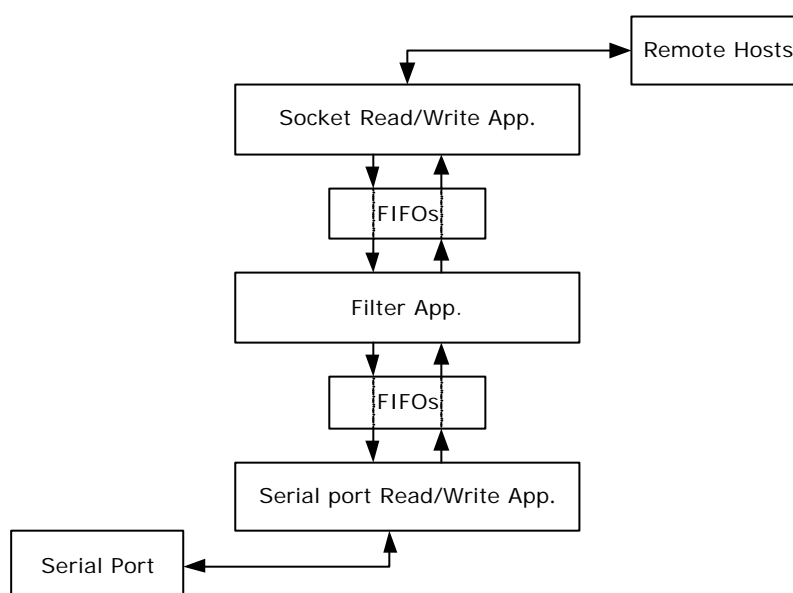 Remote Hosts
Socket Read/Write App.
FIFOs
Filter App.
FIFOs
Serial port Read/Write App.
Serial Port